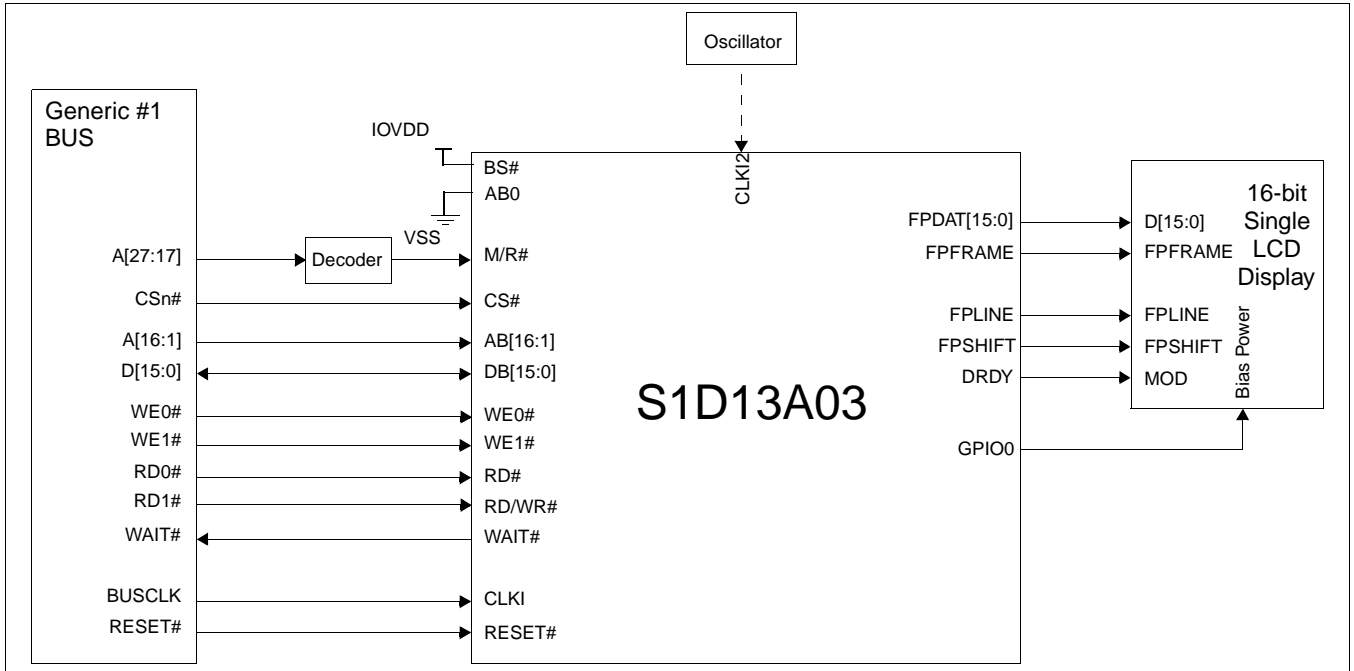 Oscillator
Generic #1
BUS
IOVDD
BS#
AB0
VSS
CLKI2
A[27:17]
Decoder
M/R#
CSn#
CS#
A[16:1]
AB[16:1]
D[15:0]
DB[15:0]
WE0#
WE0#
WE1#
WE1#
RD0#
RD#
RD1#
RD/WR#
WAIT#
WAIT#
BUSCLK
CLKI
RESET#
RESET#
S1D13A03
FPDAT[15:0]
D[15:0]
FPFRAME
FPFRAME
FPLINE
FPLINE
FPSHIFT
FPSHIFT
DRDY
MOD
GPIO0
16-bit
Single
LCD
Display
Bias Power